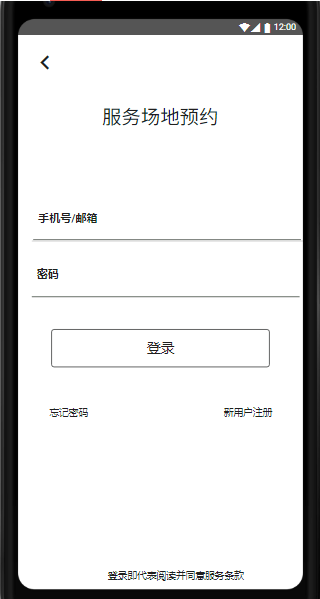 12:00
服务场地预约
手机号/邮箱
密码
登录
忘记密码
新用户注册
登录即代表阅读并同意服务条款